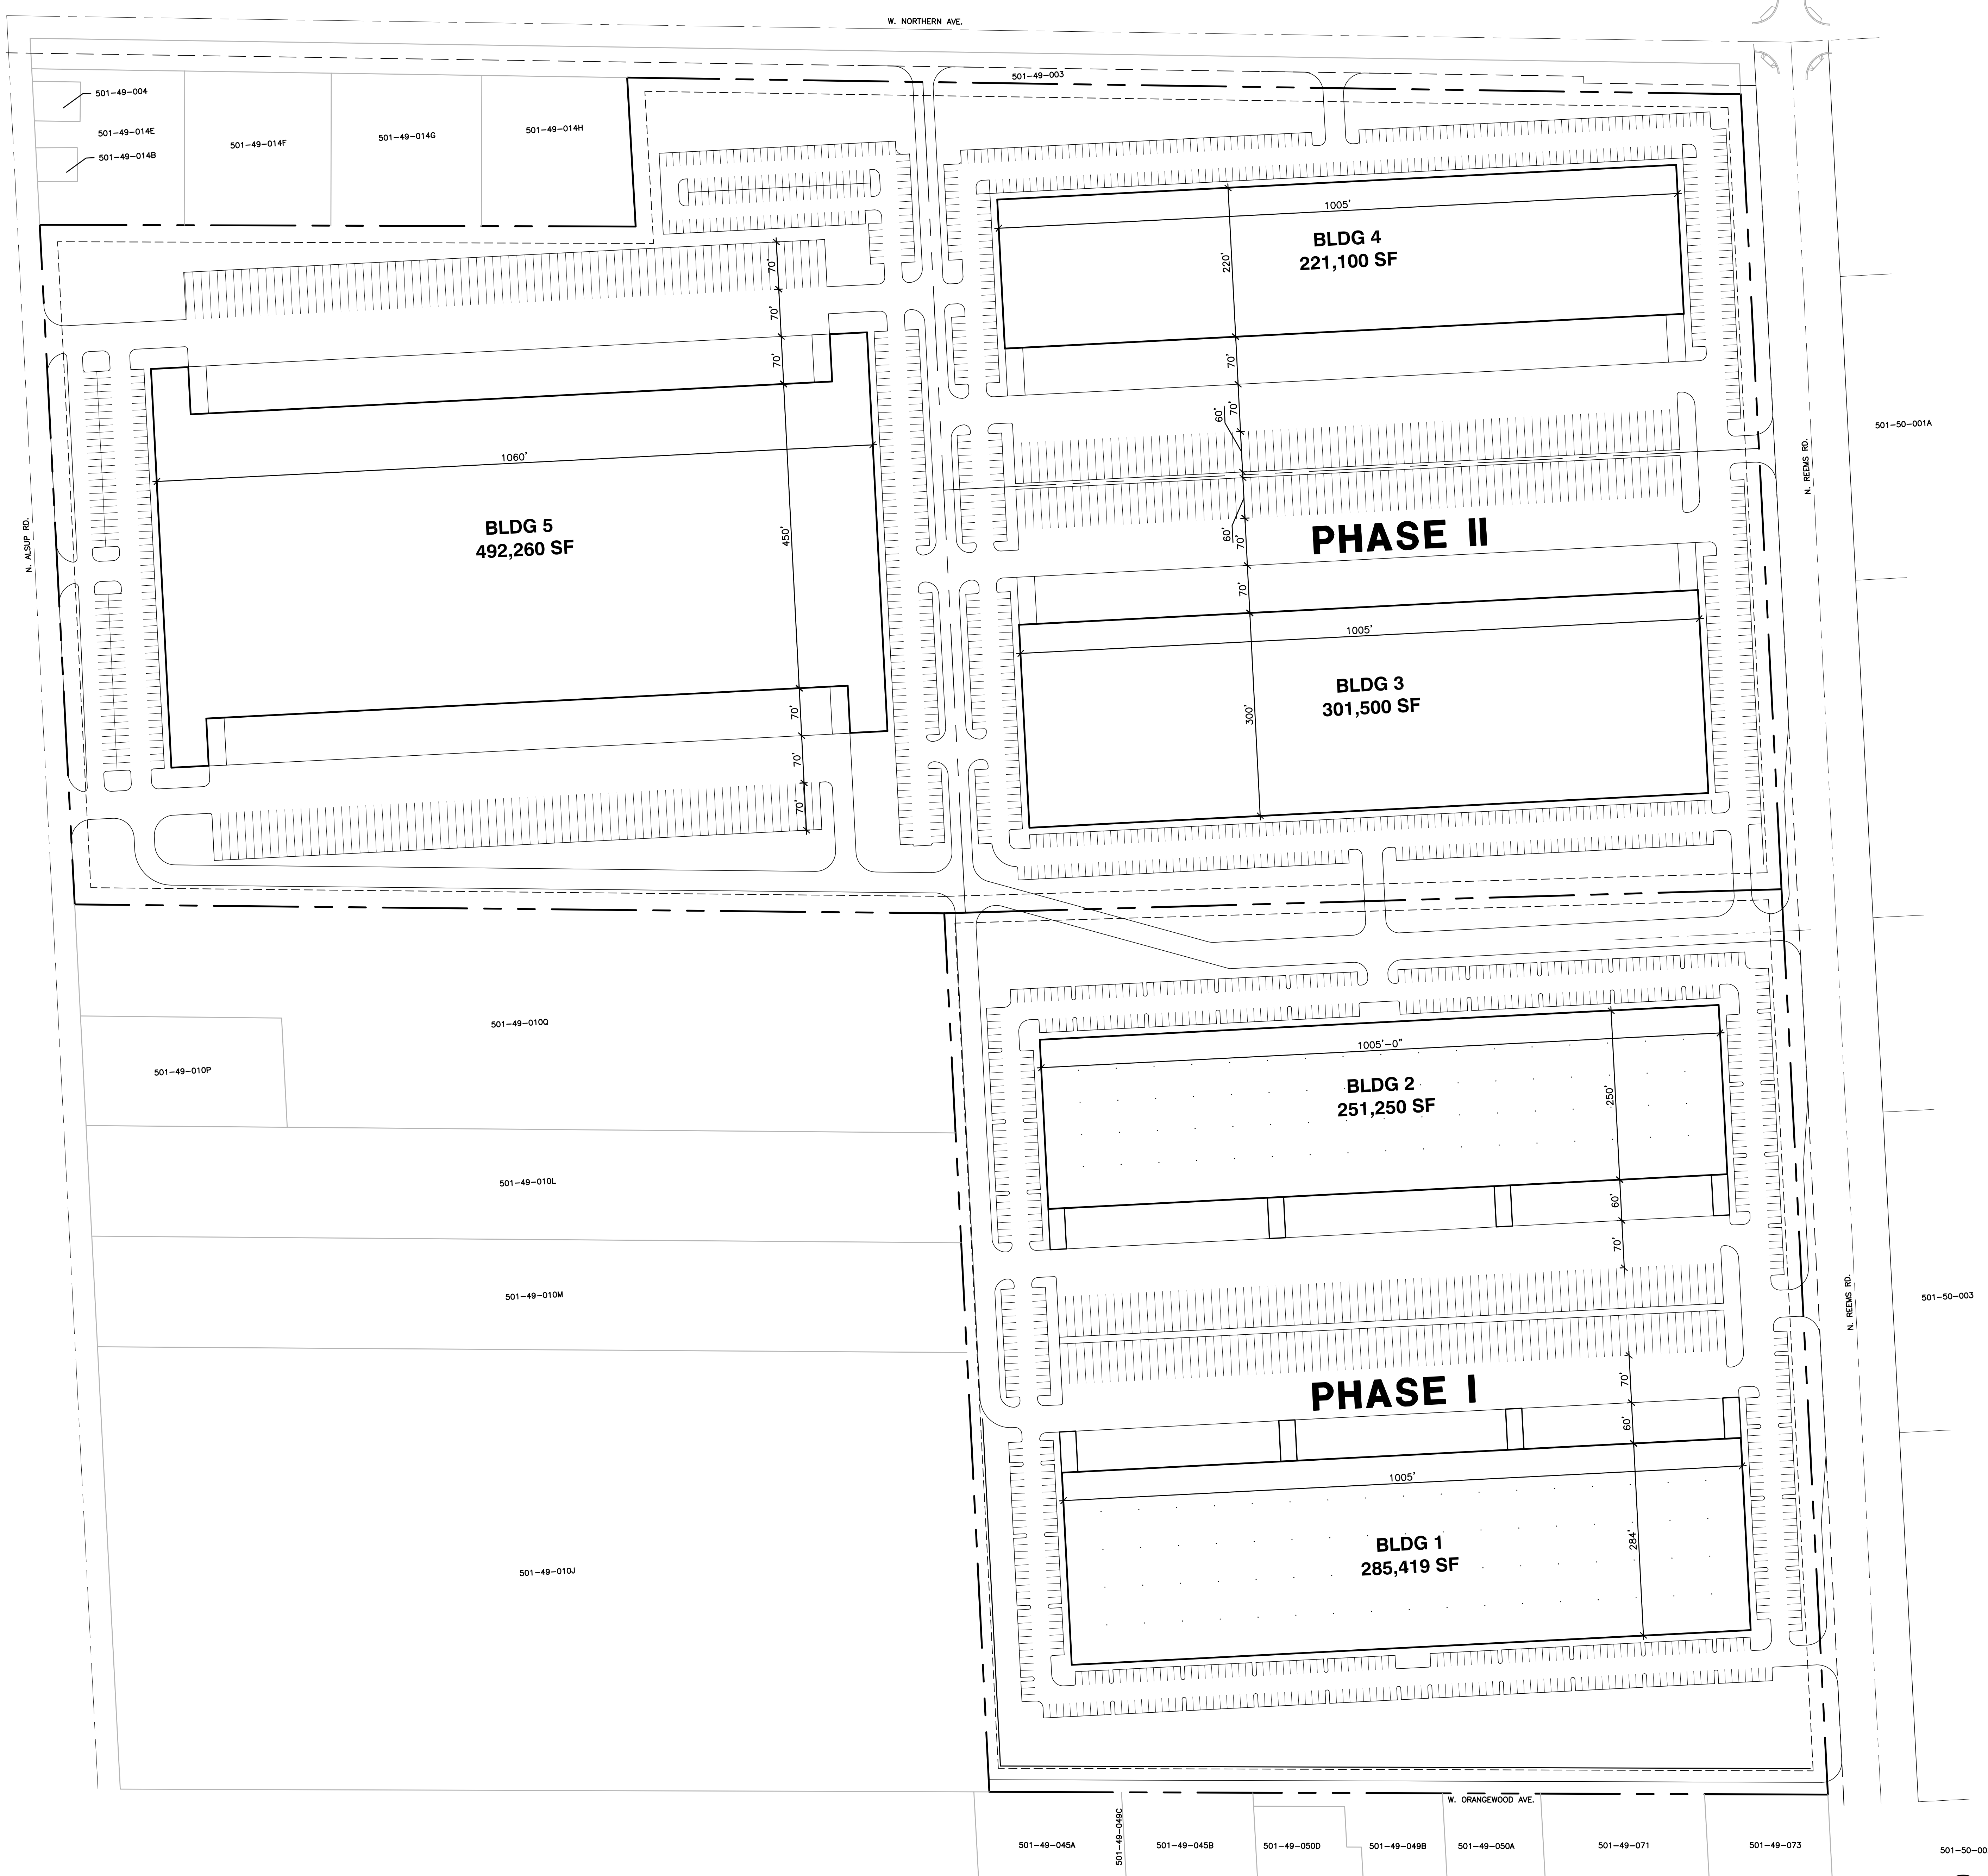 W. NORTHERN AVE.
501-49-003
501-49-004
501-49-014E
501-49-014B
501-49-014F
501-49-014G
501-49-014H
1005'
BLDG 4
221,100 SF
220'
70'
70'
70'
70'
70'
60'
501-50-001A
N. REEMS RD.
1060'
BLDG 5
492,260 SF
450'
N. ALSUP RD.
60'
70'
PHASE II
70'
1005'
BLDG 3
301,500 SF
300'
70'
70'
70'
501-49-010Q
501-49-010P
1005'-0"
BLDG 2
251,250 SF
250'
501-49-010L
60'
70'
501-49-010M
N. REEMS RD.
501-50-003
PHASE I
70'
60'
1005'
BLDG 1
285,419 SF
284'
501-49-010J
W. ORANGEWOOD AVE.
501-49-045A
501-49-049C
501-49-045B
501-49-050D
501-49-049B
501-49-050A
501-49-071
501-49-073